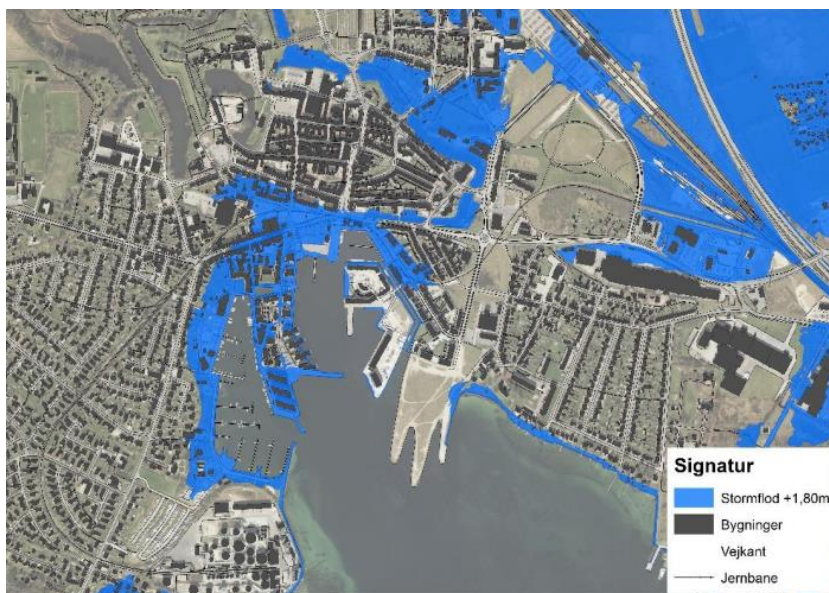 Signatur
Stormflod +1,80m
Bygninger
Vejkant
Jernbane